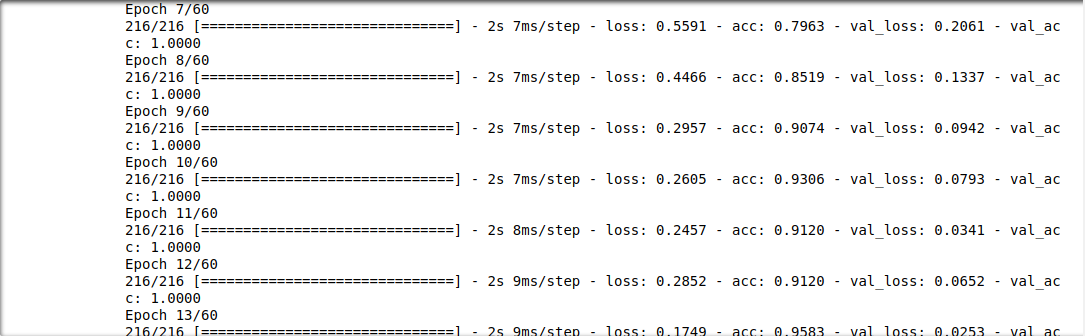 Epoch 7/60
216/216 [==============================] - 2s 7ms/step - loss: 0.5591 - acc: 0.7963 - val_loss: 0.2061 - val_ac
c: 1.0000
Epoch 8/60
216/216 [==============================] - 2s 7ms/step - loss: 0.4466 - acc: 0.8519 - val_loss: 0.1337 - val_ac
c: 1.0000
Epoch 9/60
216/216 [==============================] - 2s 7ms/step - loss: 0.2957 - acc: 0.9074 - val_loss: 0.0942 - val_ac
c: 1.0000
Epoch 10/60
216/216 [==============================] - 2s 7ms/step - loss: 0.2605 - acc: 0.9306 - val_loss: 0.0793 - val_ac
c: 1.0000
Epoch 11/60
216/216 [==============================] - 2s 8ms/step - loss: 0.2457 - acc: 0.9120 - val_loss: 0.0341 - val_ac
c: 1.0000
Epoch 12/60
216/216 [==============================] - 2s 9ms/step - loss: 0.2852 - acc: 0.9120 - val_loss: 0.0652 - val_ac
c: 1.0000
Epoch 13/60
216/216 [==============================] - 2s 9ms/step - loss: 0.1749 - acc: 0.9583 - val_loss: 0.0253 - val_ac